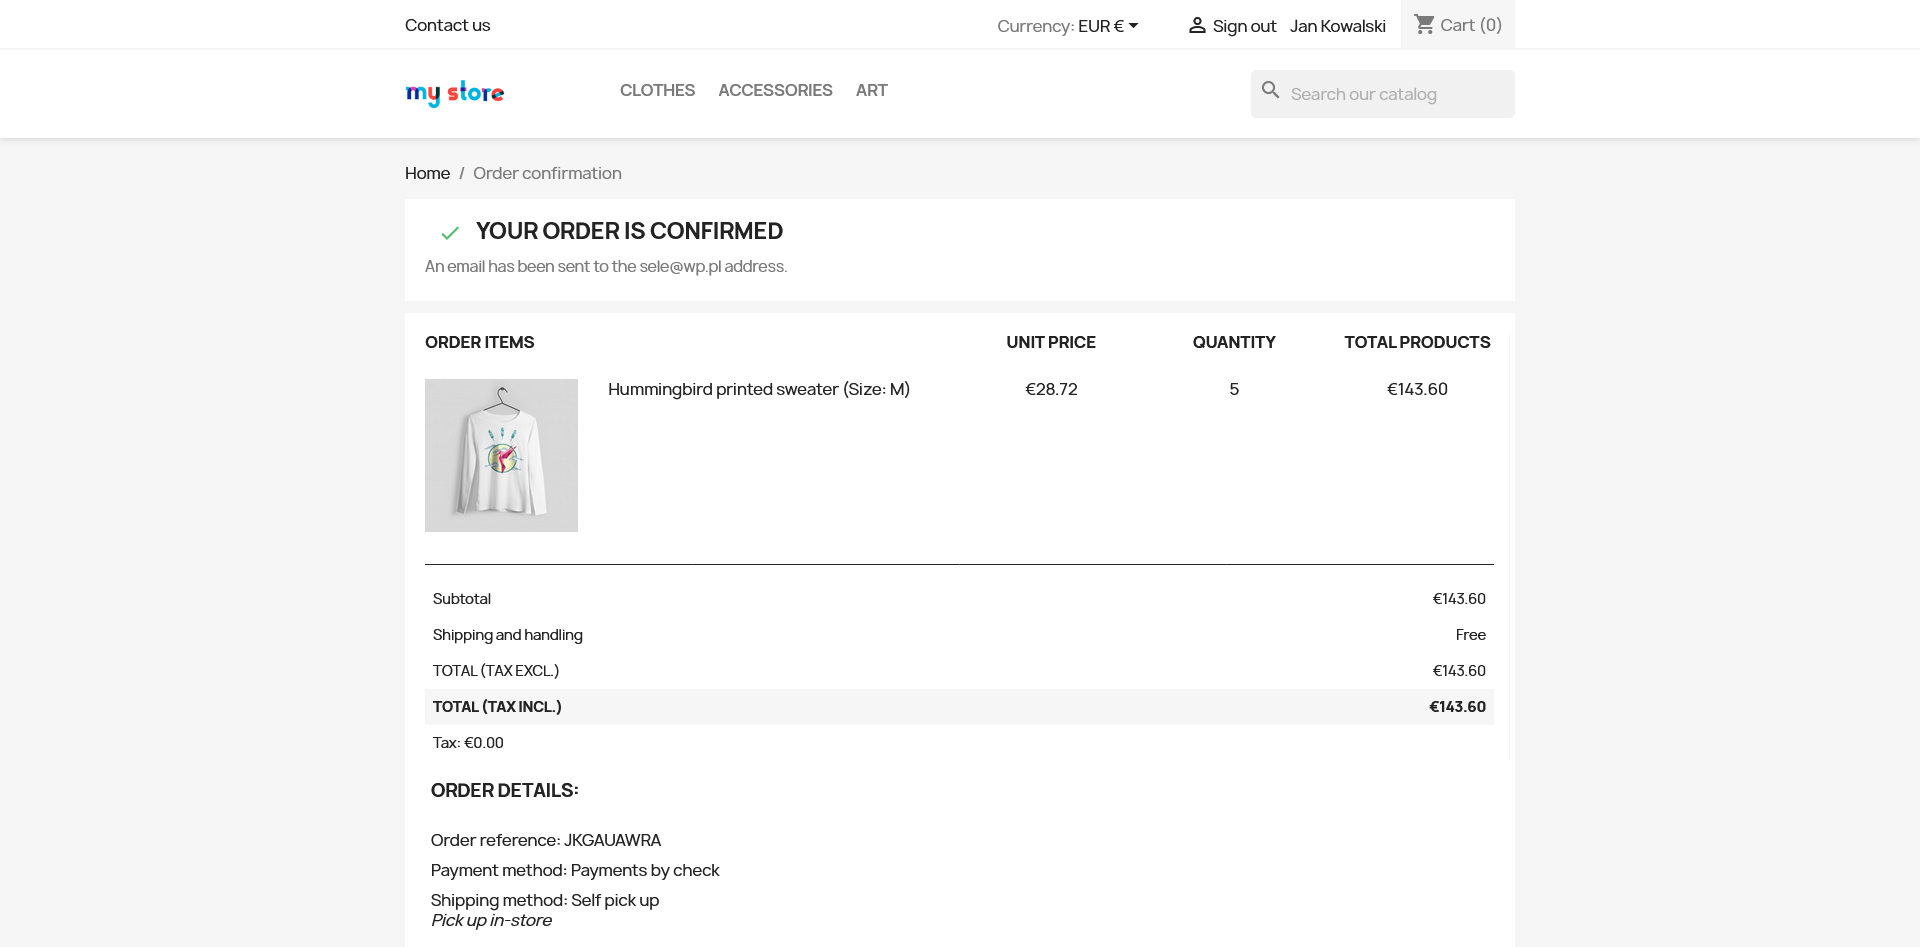 Contact us
Currency: EUR €
Sign out
Jan Kowalski
Cart (0)
my store
CLOTHES
ACCESSORIES
ART
Search our catalog
Home / Order confirmation
YOUR ORDER IS CONFIRMED
An email has been sent to the sele@wp.pl address.
ORDER ITEMS UNIT PRICE QUANTITY TOTAL PRODUCTS
Hummingbird printed sweater (Size: M) €28.72 5 €143.60
Subtotal €143.60
Shipping and handling Free
TOTAL (TAX EXCL.) €143.60
TOTAL (TAX INCL.) €143.60
Tax: €0.00
ORDER DETAILS:
Order reference: JKGAUAWRA
Payment method: Payments by check
Shipping method: Self pick up
Pick up in-store